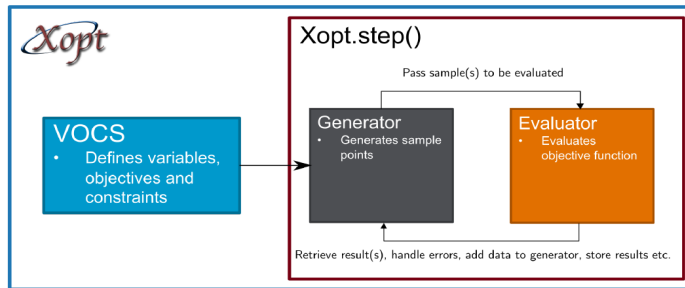 Xopt
Xopt.step()
Pass sample(s) to be evaluated
VOCS
• Defines variables,
objectives and
constraints
Generator
• Generates sample
points
Evaluator
• Evaluates
objective function
Retrieve result(s), handle errors, add data to generator, store results etc.